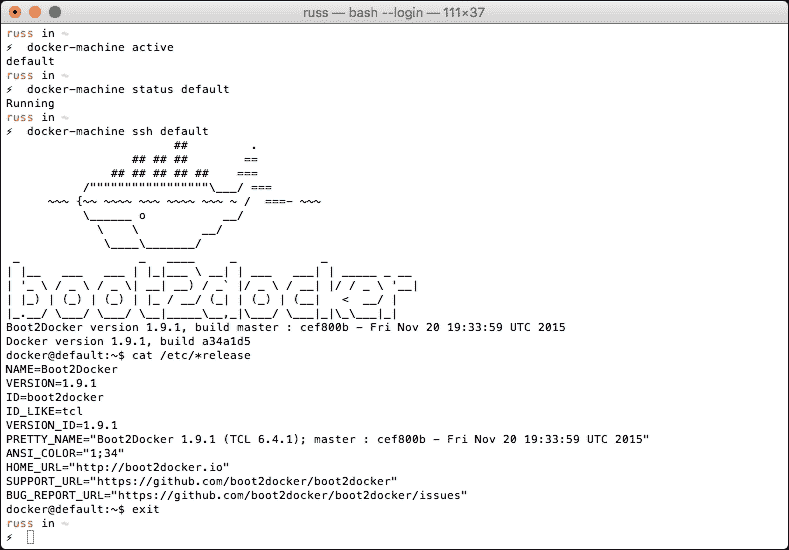 russ — bash --login — 111×37
russ in ~
⚡ docker-machine active
default
russ in ~
⚡ docker-machine status default
Running
russ in ~
⚡ docker-machine ssh default
                        ##         .
                  ## ## ##        ==
               ## ## ## ## ##    ===
           /"""""""""""""""""\___/ ===
      ~~~ {~~ ~~~~ ~~~ ~~~~ ~~~ ~ /  ===- ~~~
           \______ o           __/
             \    \         __/
              \____\_______/
 _                 _   ____     _            _
| |__   ___   ___ | |_|___ \ __| | ___   ___| | _____ _ __
| '_ \ / _ \ / _ \| __| __) / _` |/ _ \ / __| |/ / _ \ '__|
| |_) | (_) | (_) | |_ / __/ (_| | (_) | (__|   <  __/ |
|_.__/ \___/ \___/ \__|_____\__,_|\___/ \___|_|\_\___|_|
Boot2Docker version 1.9.1, build master : cef800b - Fri Nov 20 19:33:59 UTC 2015
Docker version 1.9.1, build a34a1d5
docker@default:~$ cat /etc/*release
NAME=Boot2Docker
VERSION=1.9.1
ID=boot2docker
ID_LIKE=tcl
VERSION_ID=1.9.1
PRETTY_NAME="Boot2Docker 1.9.1 (TCL 6.4.1); master : cef800b - Fri Nov 20 19:33:59 UTC 2015"
ANSI_COLOR="1;34"
HOME_URL="http://boot2docker.io"
SUPPORT_URL="https://github.com/boot2docker/boot2docker"
BUG_REPORT_URL="https://github.com/boot2docker/boot2docker/issues"
docker@default:~$ exit
russ in ~
⚡